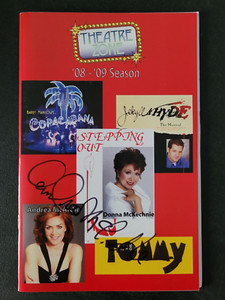 THEATRE
ZONE
'08 - '09 Season
BARRY MANILOW'S
COPACABANA
Jekyll & HYDE
The Musical
STEPPING
OUT
Donna McKechnie
Andrea McArdle
TOMMY